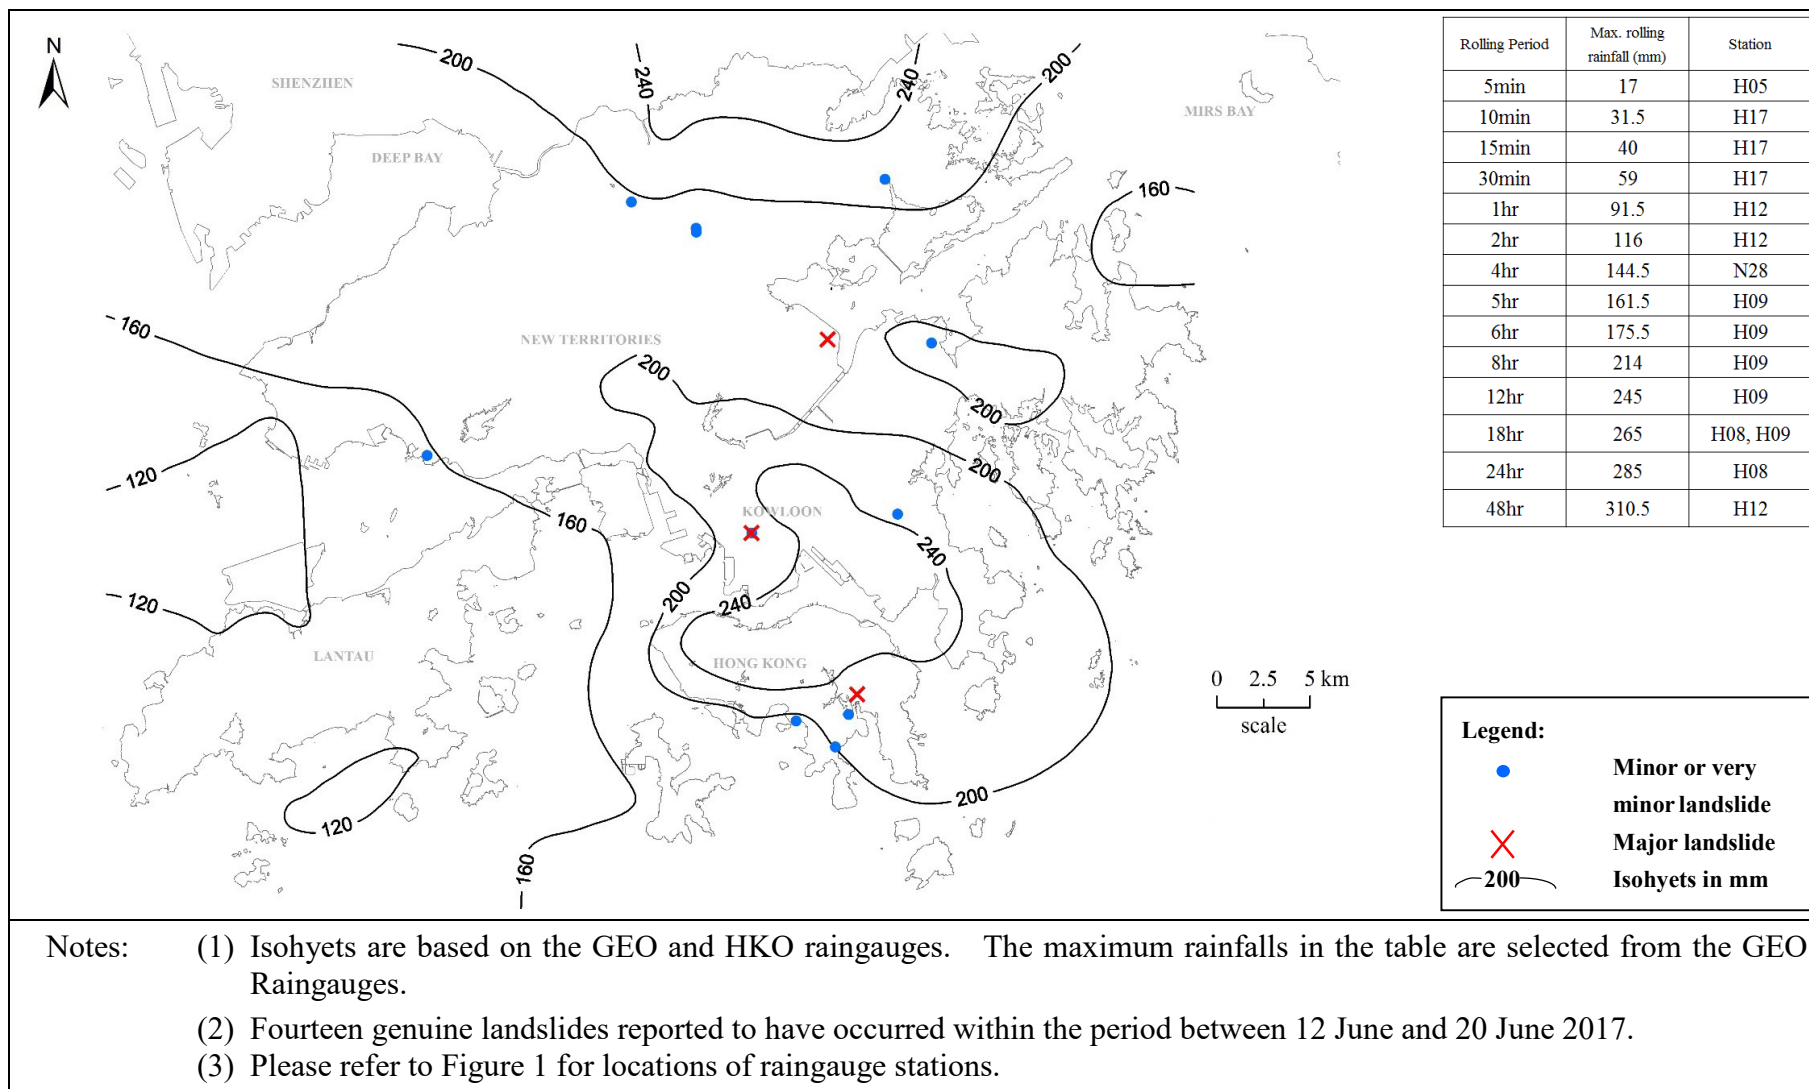 N
SHENZHEN
DEEP BAY
MIRS BAY
NEW TERRITORIES
KOWLOON
LANTAU
HONG KONG
200
240
240
200
160
160
200
200
120
200
160
240
120
200
240
120
200
160
0 2.5 5 km
scale
Rolling Period Max. rolling rainfall (mm) Station
5min 17 H05
10min 31.5 H17
15min 40 H17
30min 59 H17
1hr 91.5 H12
2hr 116 H12
4hr 144.5 N28
5hr 161.5 H09
6hr 175.5 H09
8hr 214 H09
12hr 245 H09
18hr 265 H08, H09
24hr 285 H08
48hr 310.5 H12
Legend:
Minor or very
minor landslide
Major landslide
200 Isohyets in mm
Notes: (1) Isohyets are based on the GEO and HKO raingauges. The maximum rainfalls in the table are selected from the GEO
Raingauges.
(2) Fourteen genuine landslides reported to have occurred within the period between 12 June and 20 June 2017.
(3) Please refer to Figure 1 for locations of raingauge stations.